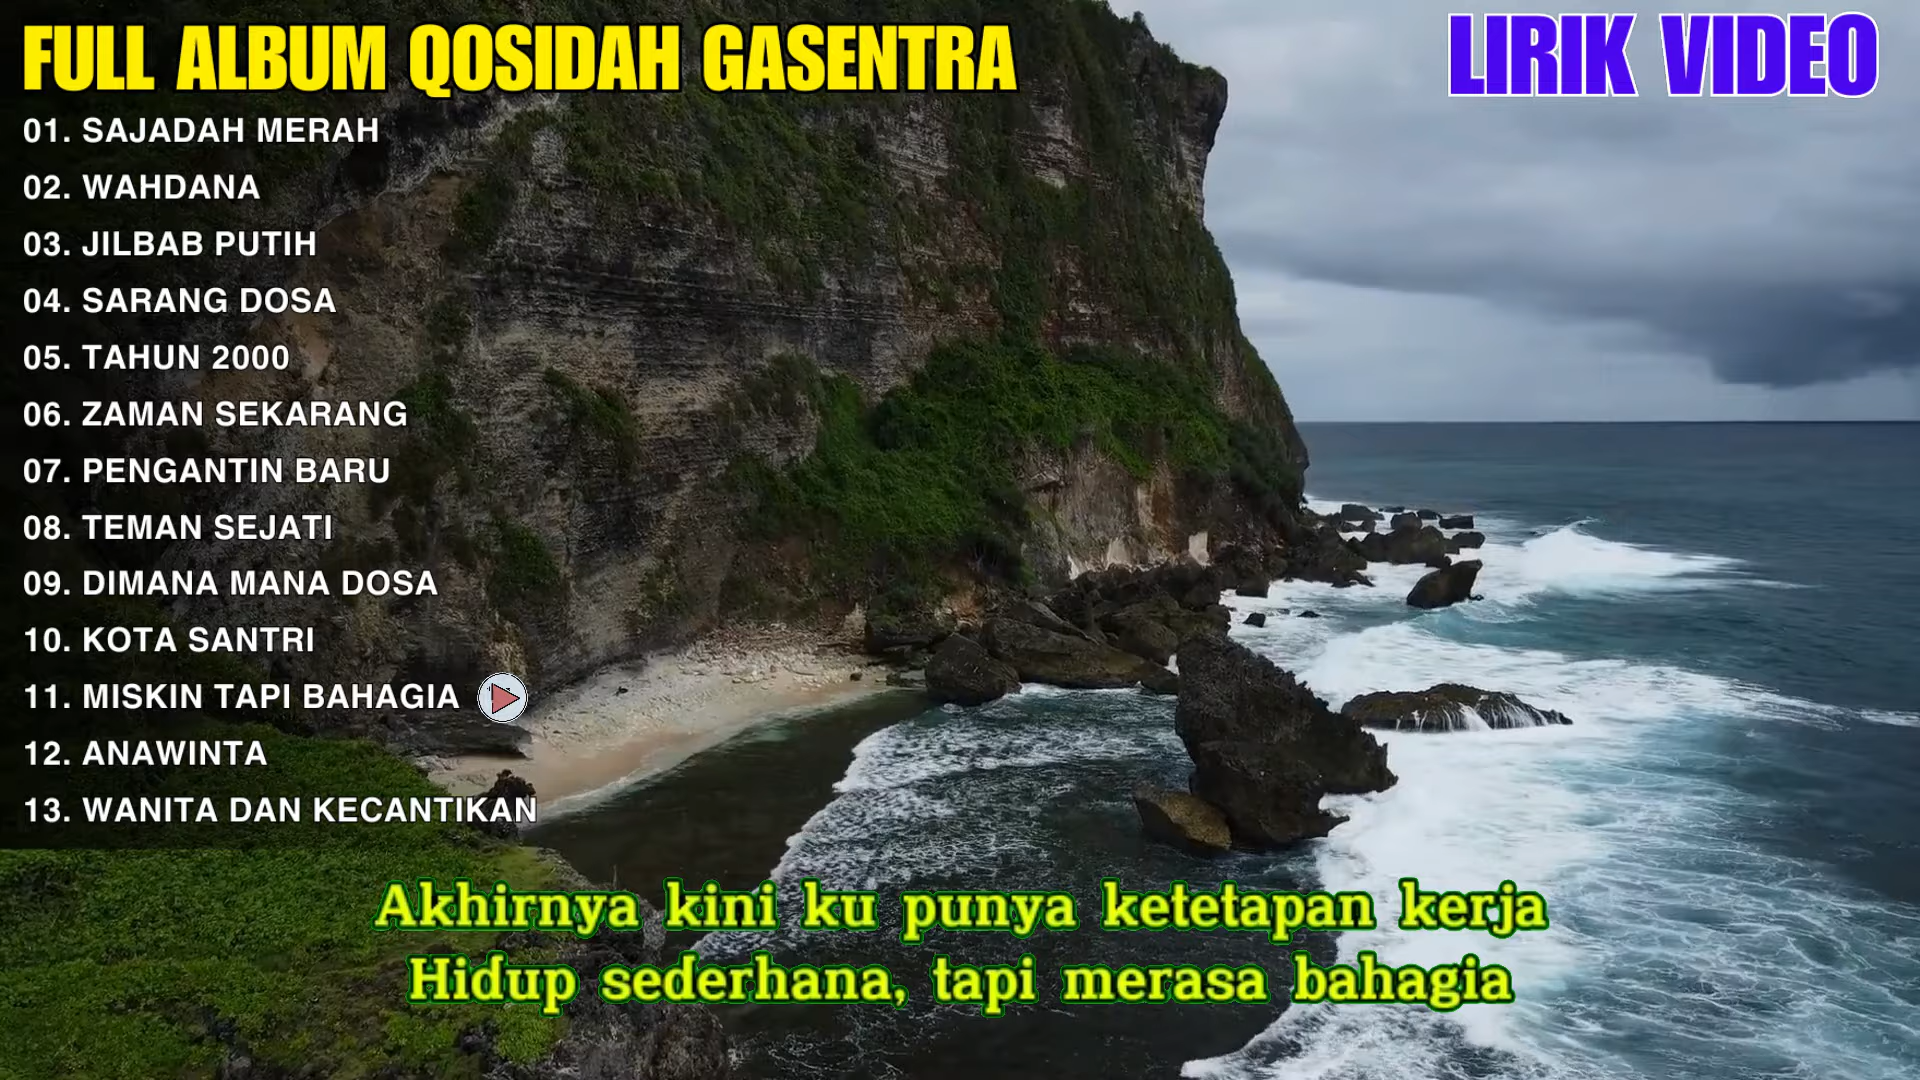 FULL ALBUM QOSIDAH GASENTRA
LIRIK VIDEO
01. SAJADAH MERAH
02. WAHDANA
03. JILBAB PUTIH
04. SARANG DOSA
05. TAHUN 2000
06. ZAMAN SEKARANG
07. PENGANTIN BARU
08. TEMAN SEJATI
09. DIMANA MANA DOSA
10. KOTA SANTRI
11. MISKIN TAPI BAHAGIA
12. ANAWINTA
13. WANITA DAN KECANTIKAN
Akhirnya kini ku punya ketetapan kerja
Hidup sederhana, tapi merasa bahagia